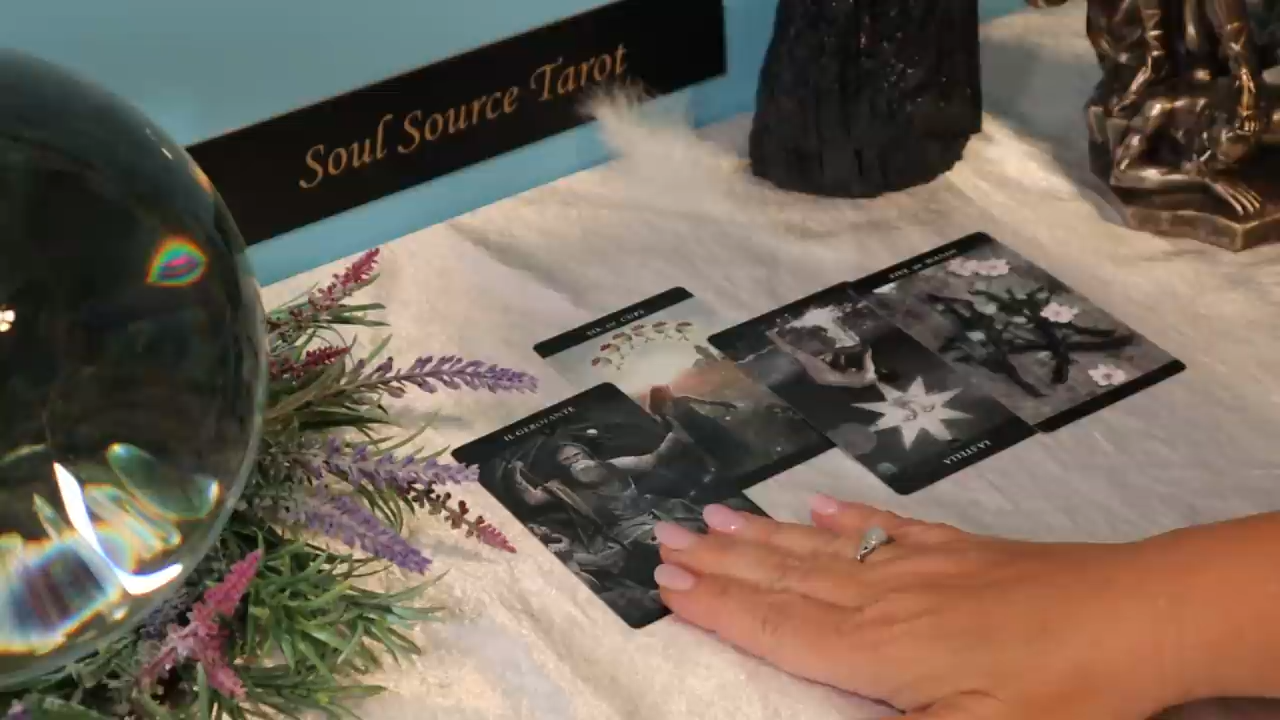 Soul Source Tarot
SIX OF CUPS
FIVE OF WANDS
IL GEROFANTE
LA STELLA